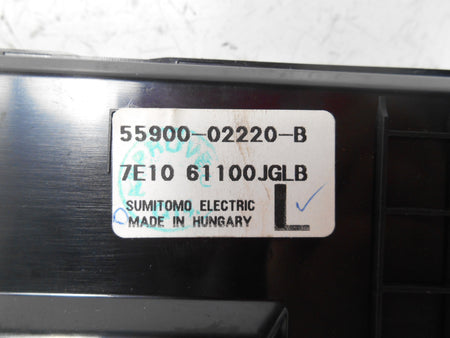 55900-02220-B
7E10 61100JGLB
SUMITOMO ELECTRIC
MADE IN HUNGARY
L